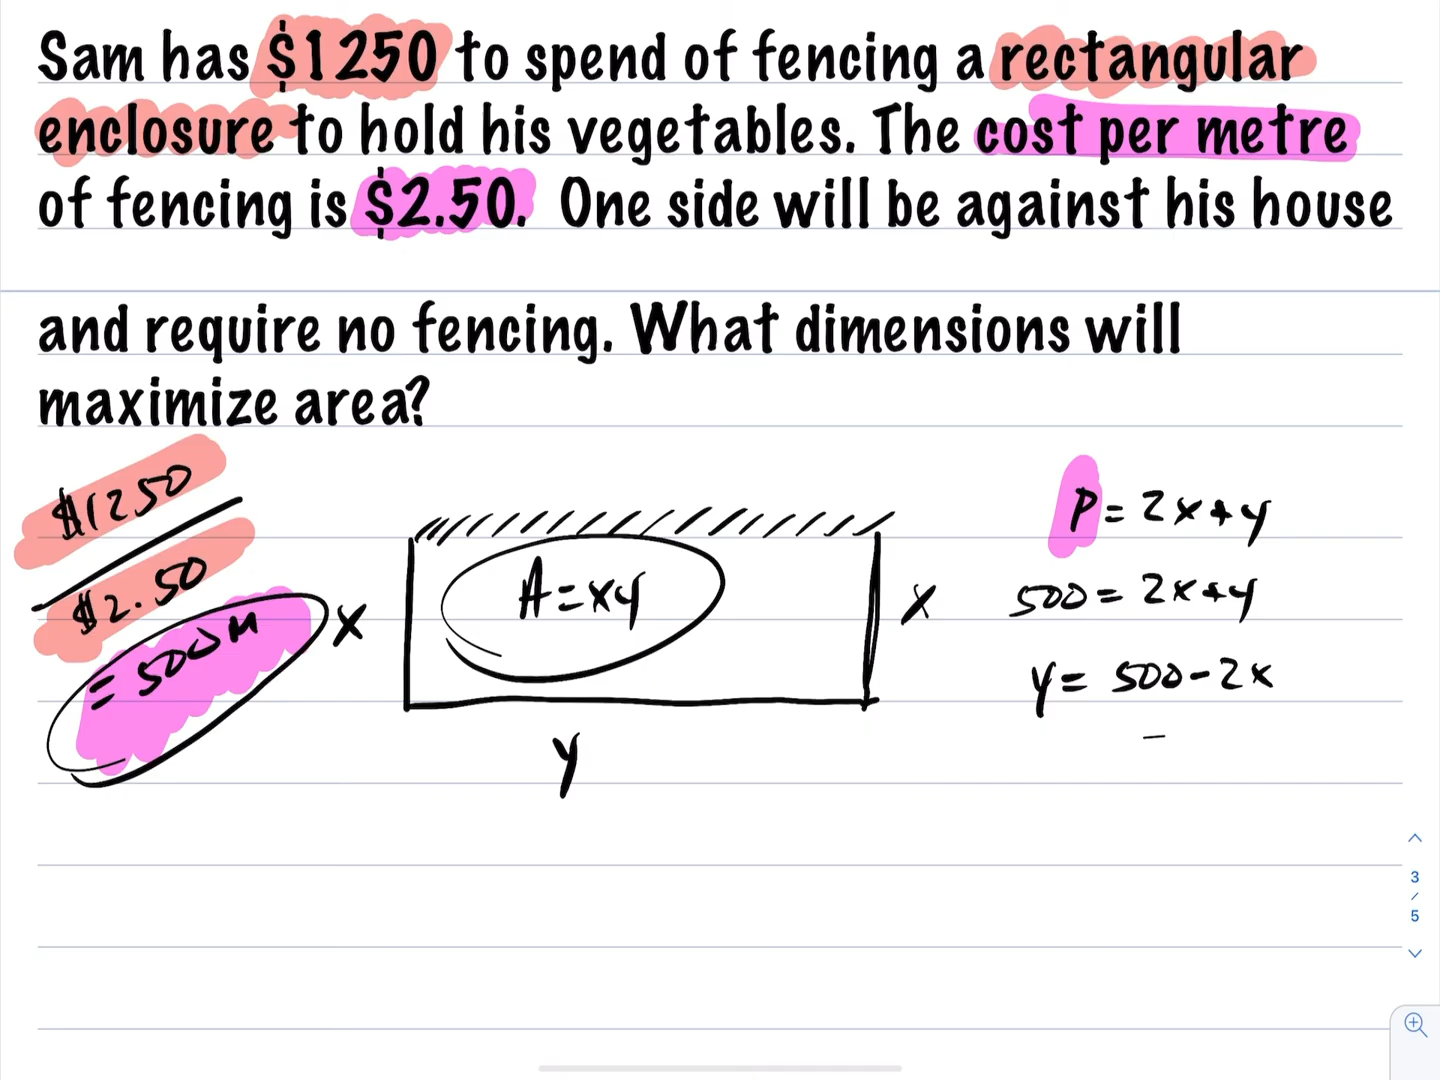 Sam has $1250 to spend of fencing a rectangular
enclosure to hold his vegetables. The cost per metre
of fencing is $2.50. One side will be against his house
and require no fencing. What dimensions will
maximize area?
$1250
$2.50
= 500M
x
A = xy
x
y
P = 2x + y
500 = 2x + y
y = 500 - 2x
3
/
5